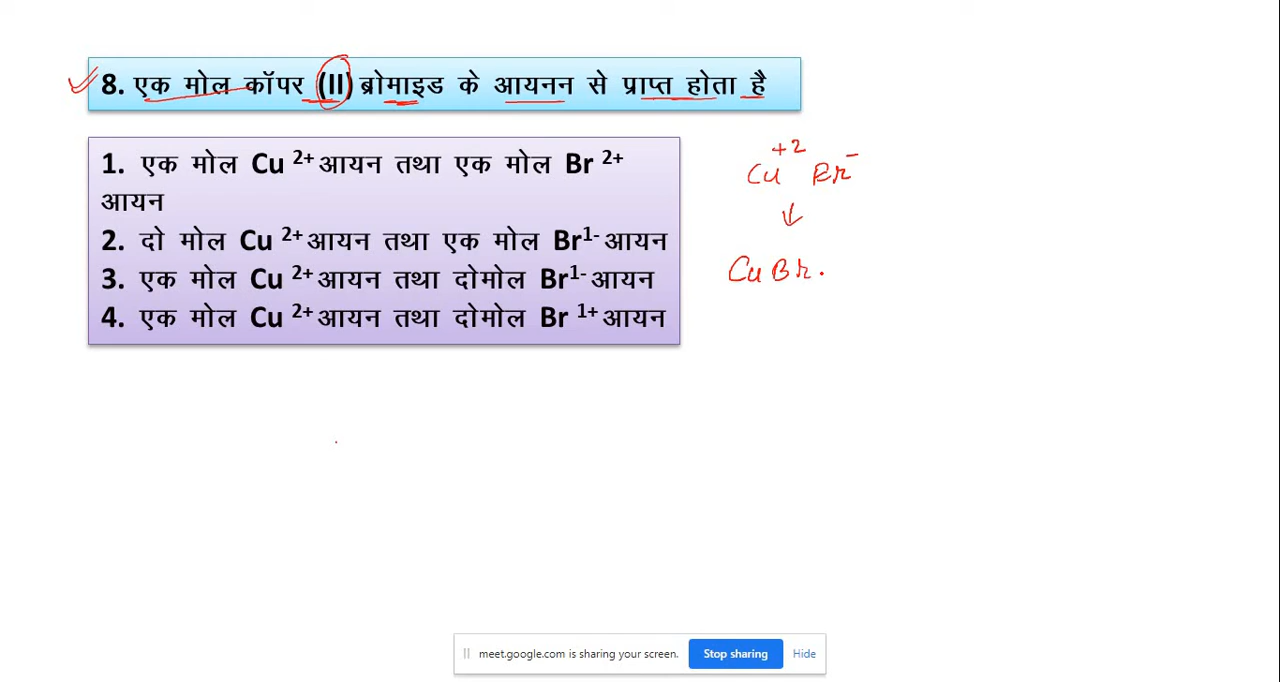 8. एक मोल कॉपर (II) ब्रोमाइड के आयनन से प्राप्त होता है
1. एक मोल Cu ²⁺ आयन तथा एक मोल Br ²⁺
आयन
2. दो मोल Cu ²⁺ आयन तथा एक मोल Br¹⁻ आयन
3. एक मोल Cu ²⁺ आयन तथा दोमोल Br¹⁻ आयन
4. एक मोल Cu ²⁺ आयन तथा दोमोल Br ¹⁺ आयन
Cu⁺² Br⁻
↓
CuBr.
meet.google.com is sharing your screen. Stop sharing Hide